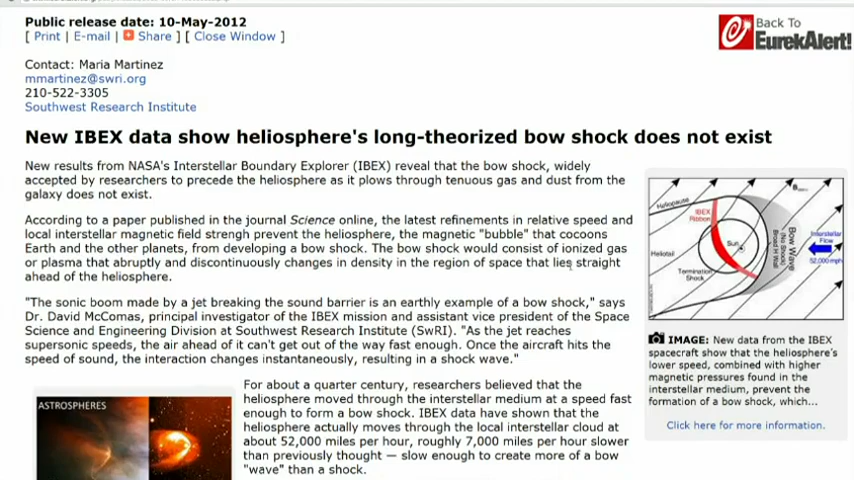 Public release date: 10-May-2012
[ Print | E-mail | Share ] [ Close Window ]
Back To
EurekAlert!
Contact: Maria Martinez
mmartinez@swri.org
210-522-3305
Southwest Research Institute
New IBEX data show heliosphere's long-theorized bow shock does not exist
New results from NASA's Interstellar Boundary Explorer (IBEX) reveal that the bow shock, widely
accepted by researchers to precede the heliosphere as it plows through tenuous gas and dust from the
galaxy does not exist.
According to a paper published in the journal Science online, the latest refinements in relative speed and
local interstellar magnetic field strengh prevent the heliosphere, the magnetic "bubble" that cocoons
Earth and the other planets, from developing a bow shock. The bow shock would consist of ionized gas
or plasma that abruptly and discontinuously changes in density in the region of space that lies straight
ahead of the heliosphere.
"The sonic boom made by a jet breaking the sound barrier is an earthly example of a bow shock," says
Dr. David McComas, principal investigator of the IBEX mission and assistant vice president of the Space
Science and Engineering Division at Southwest Research Institute (SwRI). "As the jet reaches
supersonic speeds, the air ahead of it can't get out of the way fast enough. Once the aircraft hits the
speed of sound, the interaction changes instantaneously, resulting in a shock wave."
For about a quarter century, researchers believed that the
heliosphere moved through the interstellar medium at a speed fast
enough to form a bow shock. IBEX data have shown that the
heliosphere actually moves through the local interstellar cloud at
about 52,000 miles per hour, roughly 7,000 miles per hour slower
than previously thought — slow enough to create more of a bow
"wave" than a shock.
ASTROSPHERES
Heliopause
IBEX
Ribbon
Sun
Heliotail
Termination
Shock
Bow Wave
Interstellar
Flow
52,000 mph
IMAGE: New data from the IBEX
spacecraft show that the heliosphere's
lower speed, combined with higher
magnetic pressures found in the
interstellar medium, prevent the
formation of a bow shock, which...
Click here for more information.